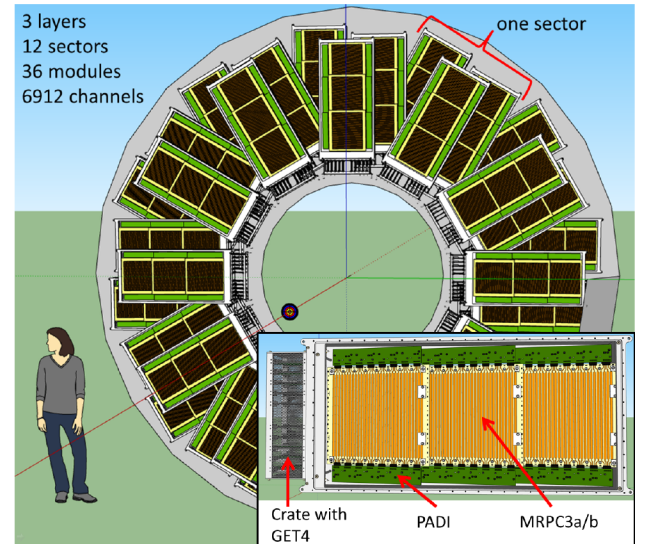 3 layers
12 sectors
36 modules
6912 channels
one sector
Crate with
GET4
PADI
MRPC3a/b